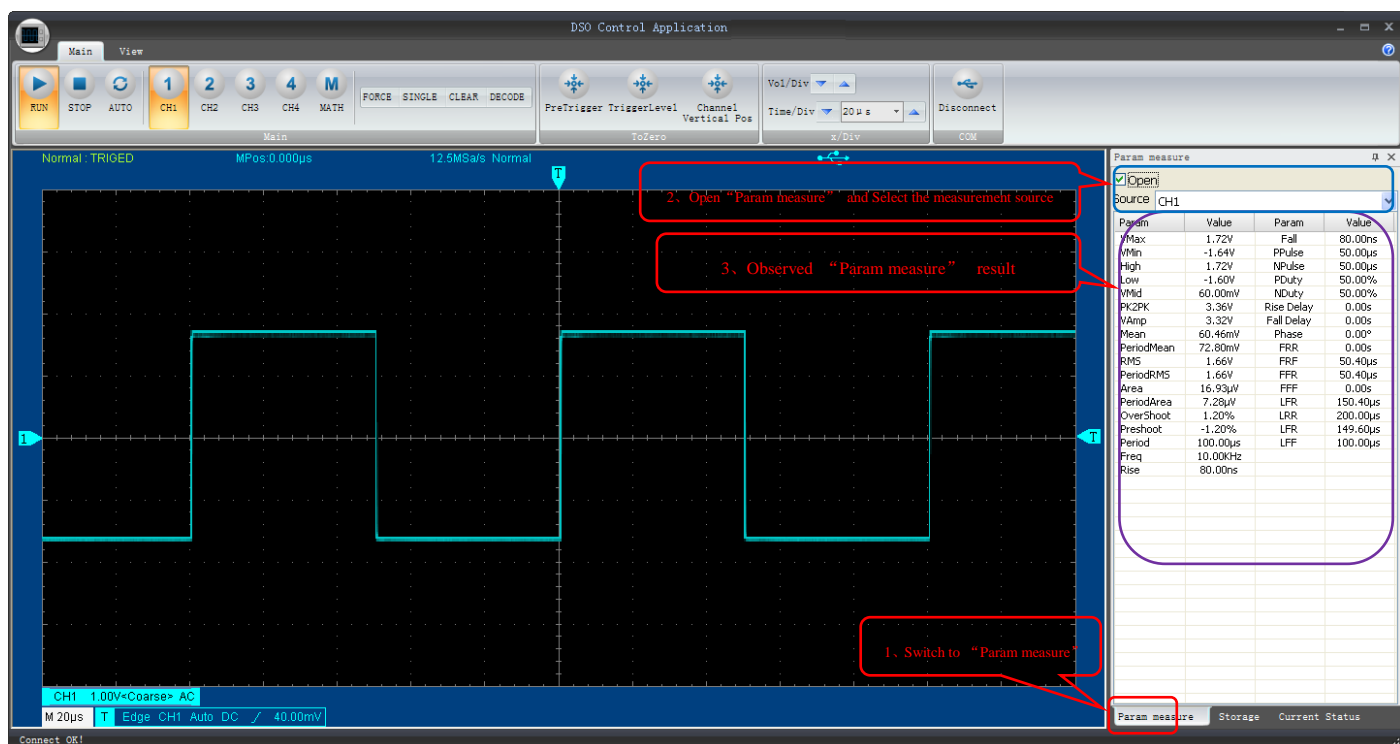 DSO Control Application
Main View
RUN STOP AUTO 1 CH1 2 CH2 3 CH3 4 CH4 M MATH FORCE SINGLE CLEAR DECODE
Main
PreTrigger TriggerLevel Channel Vertical Pos
ToZero
Vol/Div
Time/Div 20μs
x/Div
Disconnect
COM
Normal : TRIGED MPos:0.000μs 12.5MSa/s Normal
T
2、Open “Param measure” and Select the measurement source
3、Observed “Param measure” result
1
T
1、Switch to “Param measure”
CH1 1.00V<Coarse> AC
M 20μs T Edge CH1 Auto DC 40.00mV
Param measure
Open
Source CH1
Param Value Param Value
VMax 1.72V Fall 80.00ns
VMin -1.64V PPulse 50.00μs
High 1.72V NPulse 50.00μs
Low -1.60V PDuty 50.00%
VMid 60.00mV NDuty 50.00%
PK2PK 3.36V Rise Delay 0.00s
VAmp 3.32V Fall Delay 0.00s
Mean 60.46mV Phase 0.00°
PeriodMean 72.80mV FRR 0.00s
RMS 1.66V FRF 50.40μs
PeriodRMS 1.66V FFR 50.40μs
Area 16.93μV FFF 0.00s
PeriodArea 7.28μV LFR 150.40μs
OverShoot 1.20% LRR 200.00μs
Preshoot -1.20% LFR 149.60μs
Period 100.00μs LFF 100.00μs
Freq 10.00KHz
Rise 80.00ns
Param measure Storage Current Status
Connect OK!